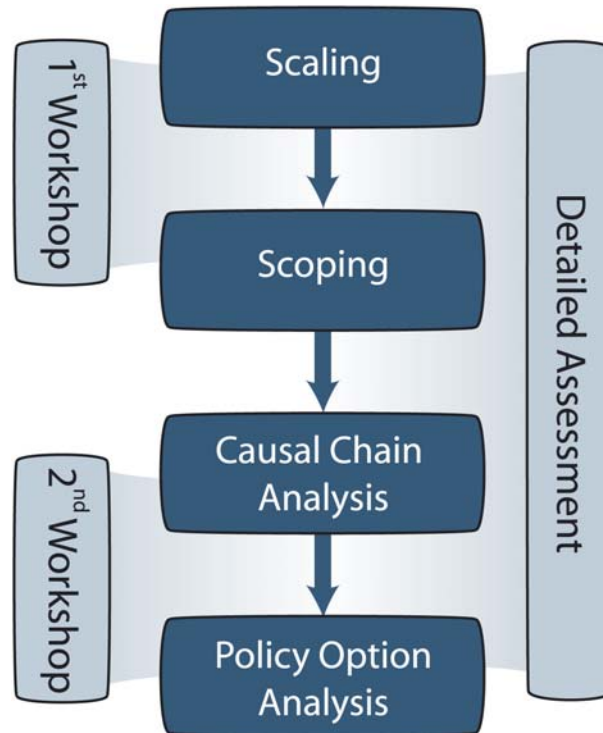 1st Workshop
Scaling
Scoping
Detailed Assessment
2nd Workshop
Causal Chain
Analysis
Policy Option
Analysis